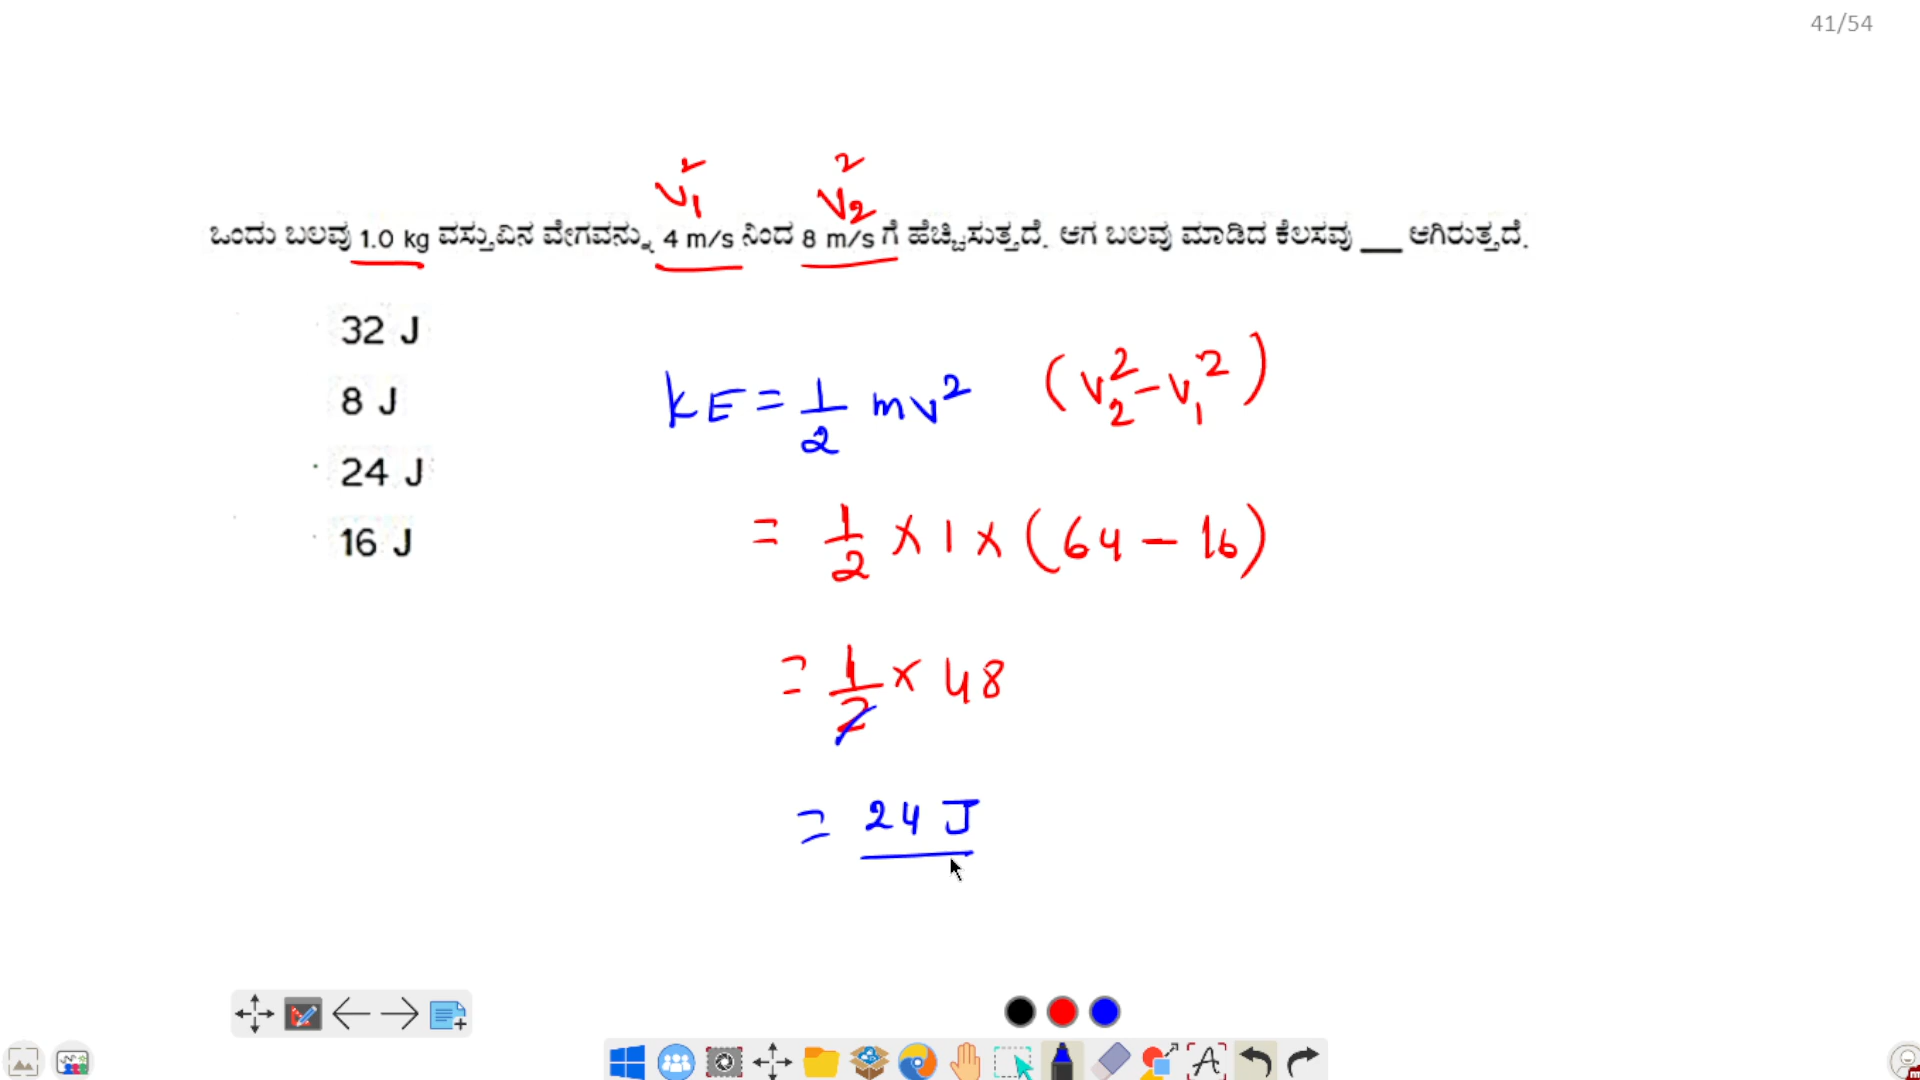 41/54
v₁² v₂²
ಒಂದು ಬಲವು 1.0 kg ವಸ್ತುವಿನ ವೇಗವನ್ನು 4 m/s ನಿಂದ 8 m/s ಗೆ ಹೆಚ್ಚಿಸುತ್ತದೆ. ಆಗ ಬಲವು ಮಾಡಿದ ಕೆಲಸವು __ ಆಗಿರುತ್ತದೆ.
32 J
8 J
24 J
16 J
KE = 1/2 mv² (v₂² - v₁²)
= 1/2 × 1 × (64 - 16)
= 1/2 × 48
= 24 J